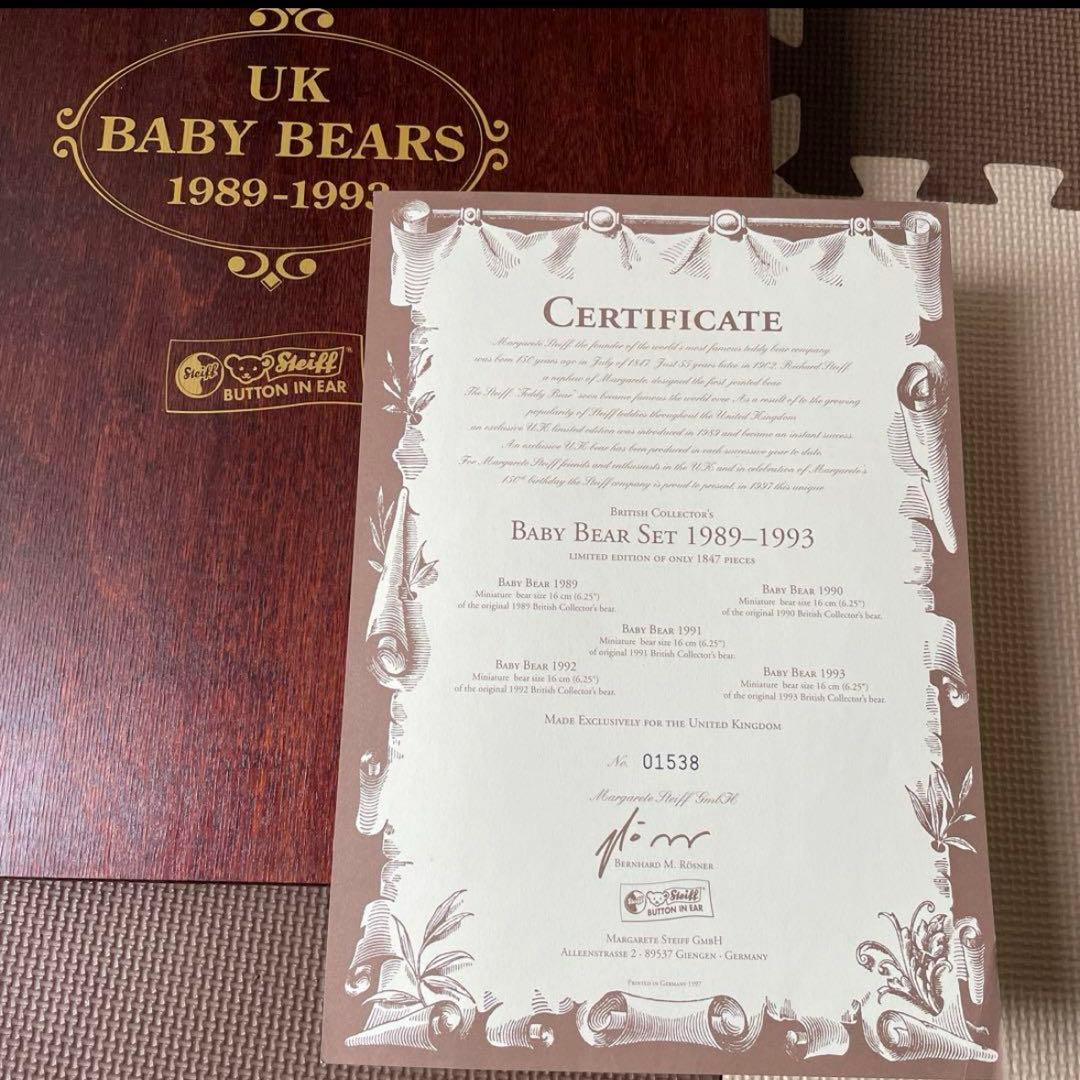 UK
BABY BEARS
1989-1993
Steiff
Steiff
BUTTON IN EAR
CERTIFICATE
Margarete Steiff the founder of the world's most famous teddy bear company
was born 150 years ago in July of 1847. Just 55 years later in 1902, Richard Steiff
a nephew of Margarete, designed the first jointed bear
The Steiff "Teddy Bear" soon became famous the world over. As a result of to the growing
popularity of Steiff teddies throughout the United Kingdom
an exclusive U.K. limited edition was introduced in 1989 and became an instant success.
An exclusive U.K. bear has been produced in each successive year to date.
For Margarete Steiff friends and enthusiasts in the U.K. and in celebration of Margarete's
150th birthday the Steiff company is proud to present, in 1997 this unique
BRITISH COLLECTOR'S
BABY BEAR SET 1989–1993
LIMITED EDITION OF ONLY 1847 PIECES
BABY BEAR 1989
Miniature bear size 16 cm (6.25")
of the original 1989 British Collector's bear.
BABY BEAR 1990
Miniature bear size 16 cm (6.25")
of the original 1990 British Collector's bear.
BABY BEAR 1991
Miniature bear size 16 cm (6.25")
of original 1991 British Collector's bear.
BABY BEAR 1992
Miniature bear size 16 cm (6.25")
of the original 1992 British Collector's bear.
BABY BEAR 1993
Miniature bear size 16 cm (6.25")
of the original 1993 British Collector's bear.
MADE EXCLUSIVELY FOR THE UNITED KINGDOM
No. 01538
Margarete Steiff GmbH
BERNHARD M. RÖSNER
Steiff
Steiff
BUTTON IN EAR
MARGARETE STEIFF GMBH
ALLEENSTRASSE 2 · 89537 GIENGEN · GERMANY
PRINTED IN GERMANY 1997